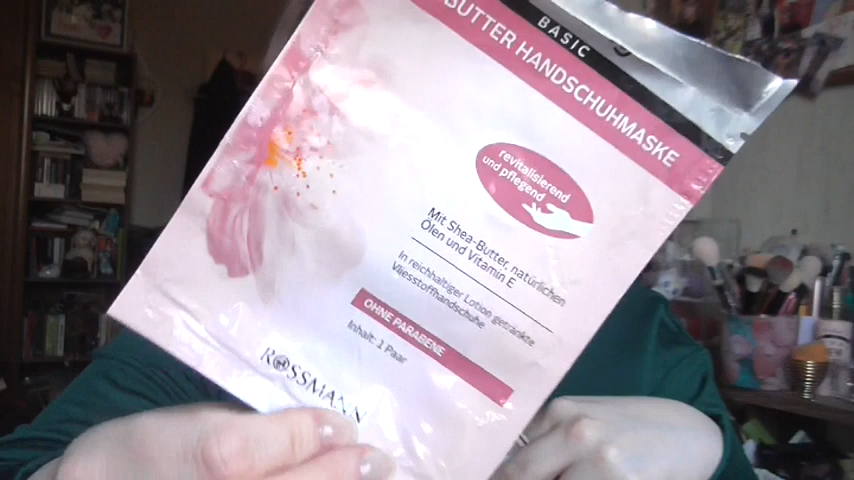 BASIC
BUTTER HANDSCHUHMASKE
revitalisierend
und pflegend
Mit Shea-Butter, natürlichen
Ölen und Vitamin E
In reichhaltiger Lotion getränkte
Vliesstoffhandschuhe
OHNE PARABENE
Inhalt: 1 Paar
ROSSMANN